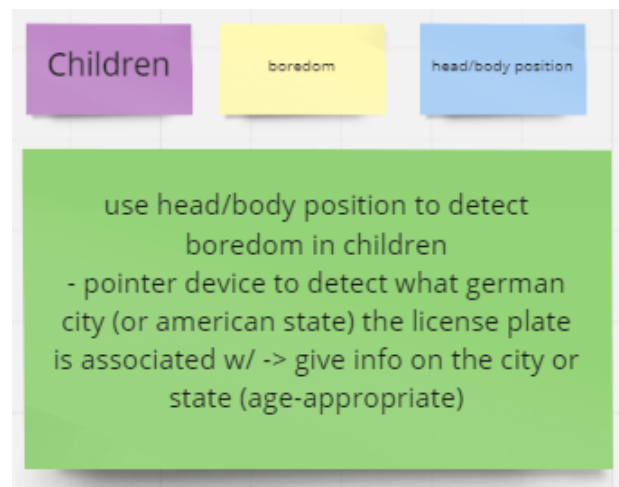 Children
boredom
head/body position
use head/body position to detect
boredom in children
- pointer device to detect what german
city (or american state) the license plate
is associated w/ -> give info on the city or
state (age-appropriate)